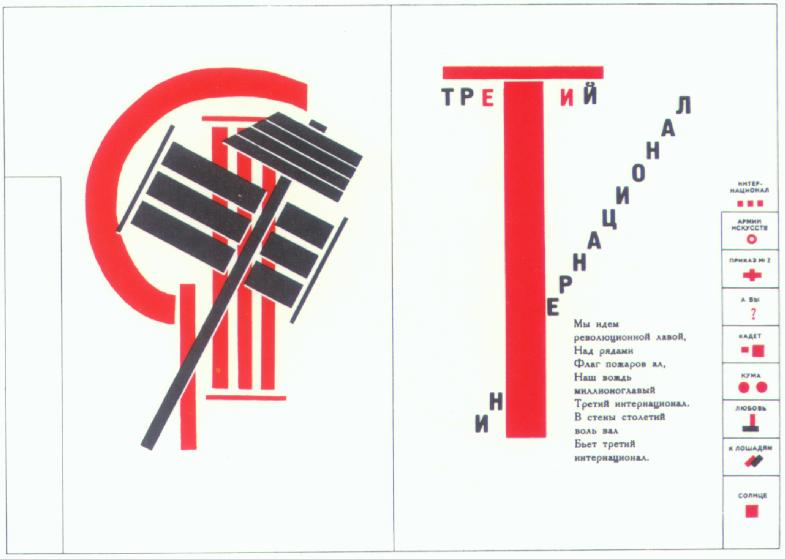 ТРЕТИЙ
ИНТЕРНАЦИОНАЛ
Мы идем
революционной лавой,
Над рядами
Флаг пожаров ал,
Наш вождь
миллионоглавый
Третий интернационал.
В стены столетий
воль вал
Бьет третий
интернационал.
ИНТЕР-
НАЦИОНАЛ
АРМИИ
ИСКУССТВ
ПРИКАЗ № 2
А ВЫ
?
КАДЕТ
КУМА
ЛЮБОВЬ
К ЛОШАДЯМ
СОЛНЦЕ